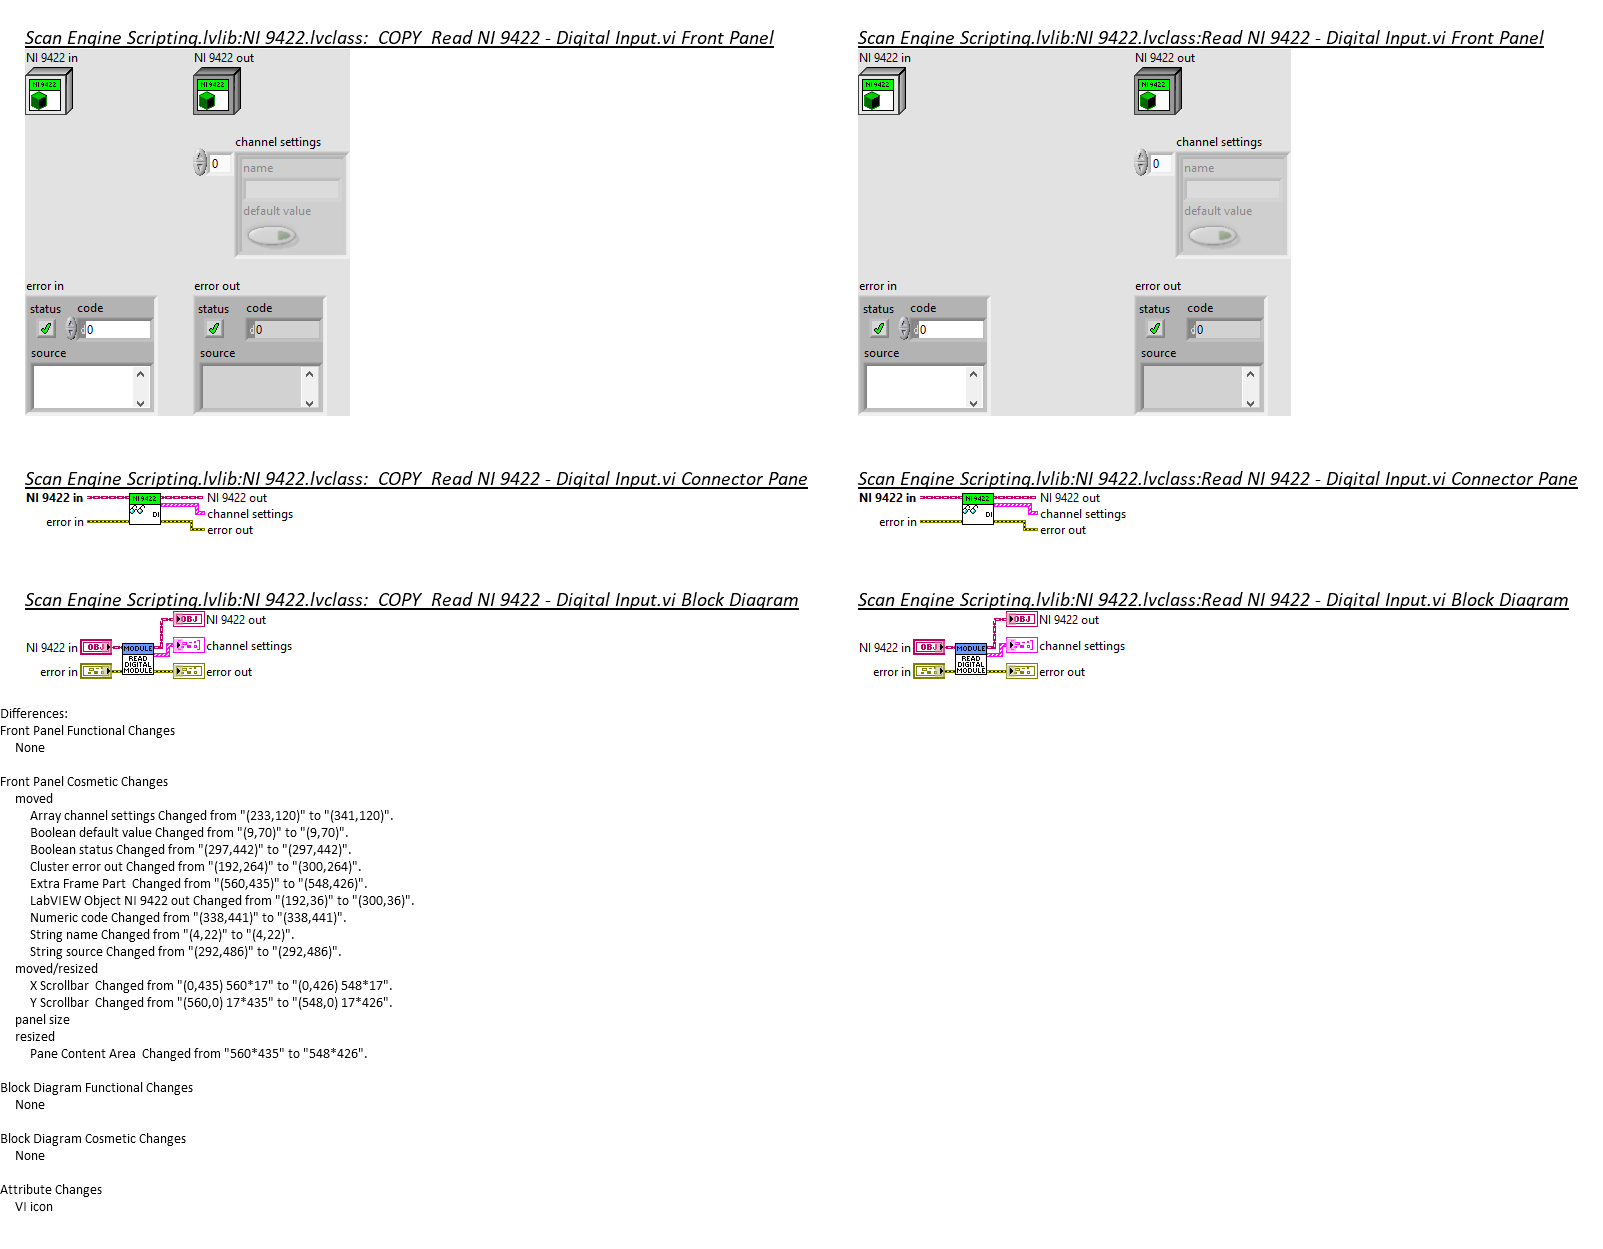 Scan Engine Scripting.lvlib:NI 9422.lvclass:_COPY_Read NI 9422 - Digital Input.vi Front Panel
NI 9422 in
NI 9422 out
NI 9422
NI 9422
channel settings
0
name
default value
error in
error out
status
code
status
code
0
0
source
source
Scan Engine Scripting.lvlib:NI 9422.lvclass:Read NI 9422 - Digital Input.vi Front Panel
NI 9422 in
NI 9422 out
NI 9422
NI 9422
channel settings
0
name
default value
error in
error out
status
code
status
code
d 0
d 0
source
source
Scan Engine Scripting.lvlib:NI 9422.lvclass:_COPY_Read NI 9422 - Digital Input.vi Connector Pane
NI 9422 in
NI 9422
NI 9422 out
channel settings
DI
error in
error out
Scan Engine Scripting.lvlib:NI 9422.lvclass:Read NI 9422 - Digital Input.vi Connector Pane
NI 9422 in
NI 9422
NI 9422 out
channel settings
DI
error in
error out
Scan Engine Scripting.lvlib:NI 9422.lvclass:_COPY_Read NI 9422 - Digital Input.vi Block Diagram
OBJ NI 9422 out
NI 9422 in OBJ MODULE channel settings
READ DIGITAL MODULE
error in
error out
Scan Engine Scripting.lvlib:NI 9422.lvclass:Read NI 9422 - Digital Input.vi Block Diagram
OBJ NI 9422 out
NI 9422 in OBJ MODULE channel settings
READ DIGITAL MODULE
error in
error out
Differences:
Front Panel Functional Changes
None
Front Panel Cosmetic Changes
moved
Array channel settings Changed from "(233,120)" to "(341,120)".
Boolean default value Changed from "(9,70)" to "(9,70)".
Boolean status Changed from "(297,442)" to "(297,442)".
Cluster error out Changed from "(192,264)" to "(300,264)".
Extra Frame Part  Changed from "(560,435)" to "(548,426)".
LabVIEW Object NI 9422 out Changed from "(192,36)" to "(300,36)".
Numeric code Changed from "(338,441)" to "(338,441)".
String name Changed from "(4,22)" to "(4,22)".
String source Changed from "(292,486)" to "(292,486)".
moved/resized
X Scrollbar  Changed from "(0,435) 560*17" to "(0,426) 548*17".
Y Scrollbar  Changed from "(560,0) 17*435" to "(548,0) 17*426".
panel size
resized
Pane Content Area  Changed from "560*435" to "548*426".
Block Diagram Functional Changes
None
Block Diagram Cosmetic Changes
None
Attribute Changes
VI icon